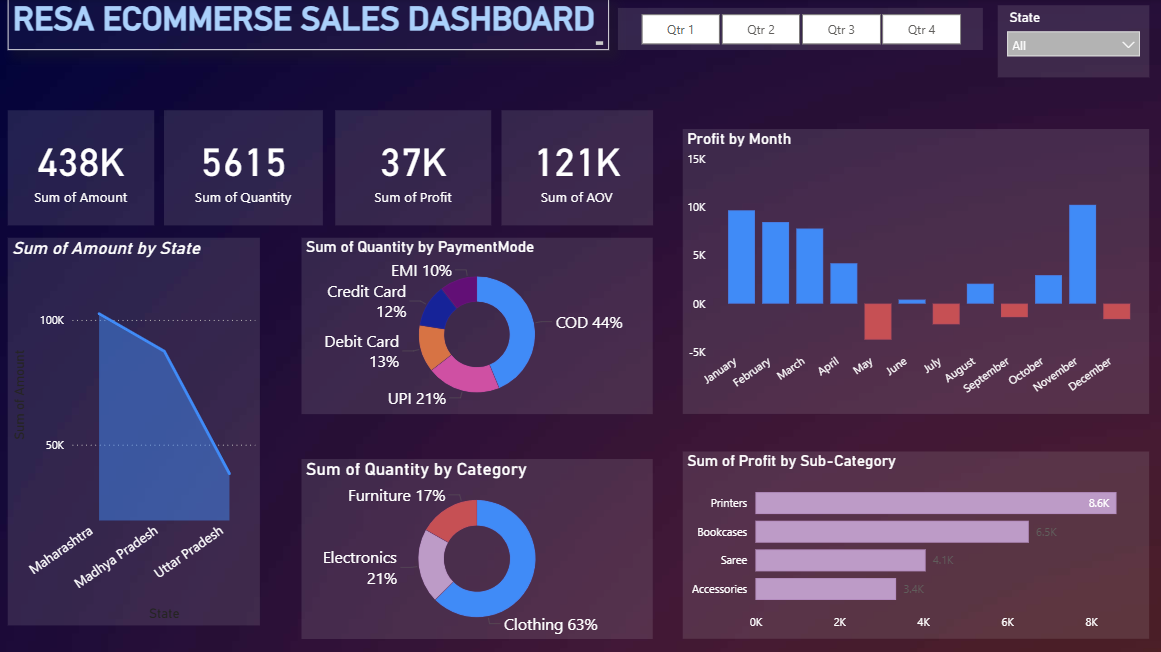 RESA ECOMMERSE SALES DASHBOARD
Qtr 1
Qtr 2
Qtr 3
Qtr 4
State
All
438K
Sum of Amount
5615
Sum of Quantity
37K
Sum of Profit
121K
Sum of AOV
Sum of Amount by State
100K
50K
Sum of Amount
Maharashtra
Madhya Pradesh
Uttar Pradesh
State
Sum of Quantity by PaymentMode
EMI 10%
Credit Card
12%
Debit Card
13%
UPI 21%
COD 44%
Sum of Quantity by Category
Furniture 17%
Electronics
21%
Clothing 63%
Profit by Month
15K
10K
5K
0K
-5K
January
February
March
April
May
June
July
August
September
October
November
December
Sum of Profit by Sub-Category
Printers
8.6K
Bookcases
6.5K
Saree
4.1K
Accessories
3.4K
0K
2K
4K
6K
8K